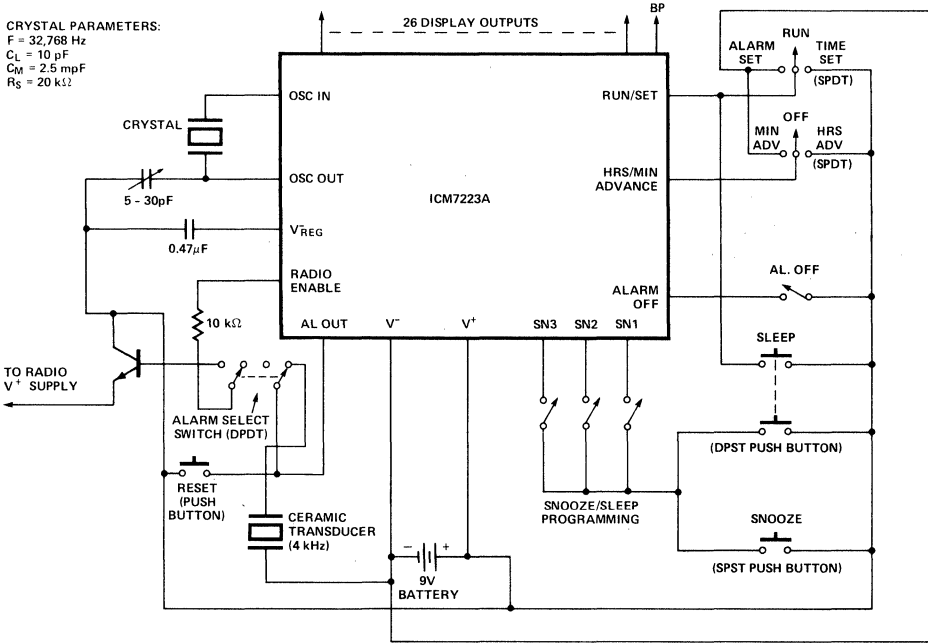 CRYSTAL PARAMETERS:
F = 32,768 Hz
CL = 10 pF
CM = 2.5 mpF
RS = 20 kΩ
26 DISPLAY OUTPUTS
BP
OSC IN
CRYSTAL
OSC OUT
5 - 30pF
V-REG
0.47µF
RADIO
ENABLE
10 kΩ
AL OUT
V-
V+
SN3
SN2
SN1
ICM7223A
RUN/SET
HRS/MIN
ADVANCE
ALARM
OFF
RUN
ALARM
SET
TIME
SET
(SPDT)
OFF
MIN
ADV
HRS
ADV
(SPDT)
AL. OFF
SLEEP
(DPST PUSH BUTTON)
SNOOZE
(SPST PUSH BUTTON)
SNOOZE/SLEEP
PROGRAMMING
TO RADIO
V+ SUPPLY
ALARM SELECT
SWITCH (DPDT)
RESET
(PUSH
BUTTON)
CERAMIC
TRANSDUCER
(4 kHz)
- +
9V
BATTERY